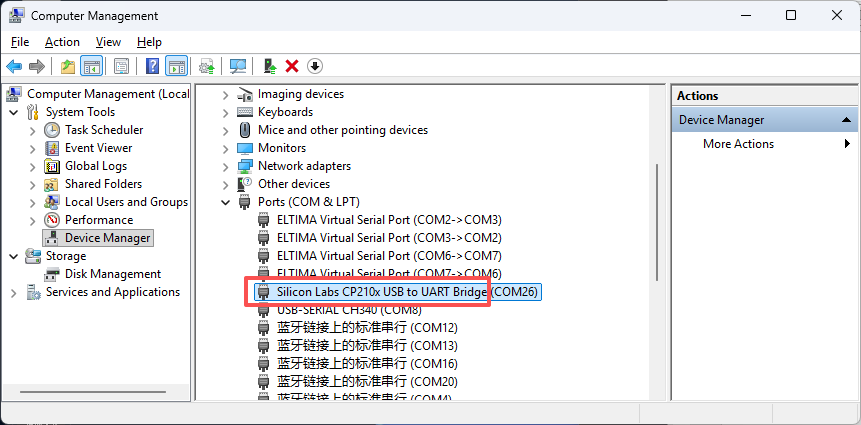 Computer Management
File Action View Help
Computer Management (Local
System Tools
Task Scheduler
Event Viewer
Global Logs
Shared Folders
Local Users and Groups
Performance
Device Manager
Storage
Disk Management
Services and Applications
Imaging devices
Keyboards
Mice and other pointing devices
Monitors
Network adapters
Other devices
Ports (COM & LPT)
ELTIMA Virtual Serial Port (COM2->COM3)
ELTIMA Virtual Serial Port (COM3->COM2)
ELTIMA Virtual Serial Port (COM6->COM7)
ELTIMA Virtual Serial Port (COM7->COM6)
Silicon Labs CP210x USB to UART Bridge (COM26)
USB-SERIAL CH340 (COM8)
蓝牙链接上的标准串行 (COM12)
蓝牙链接上的标准串行 (COM13)
蓝牙链接上的标准串行 (COM16)
蓝牙链接上的标准串行 (COM20)
蓝牙链接上的标准串行 (COM4)
Actions
Device Manager
More Actions